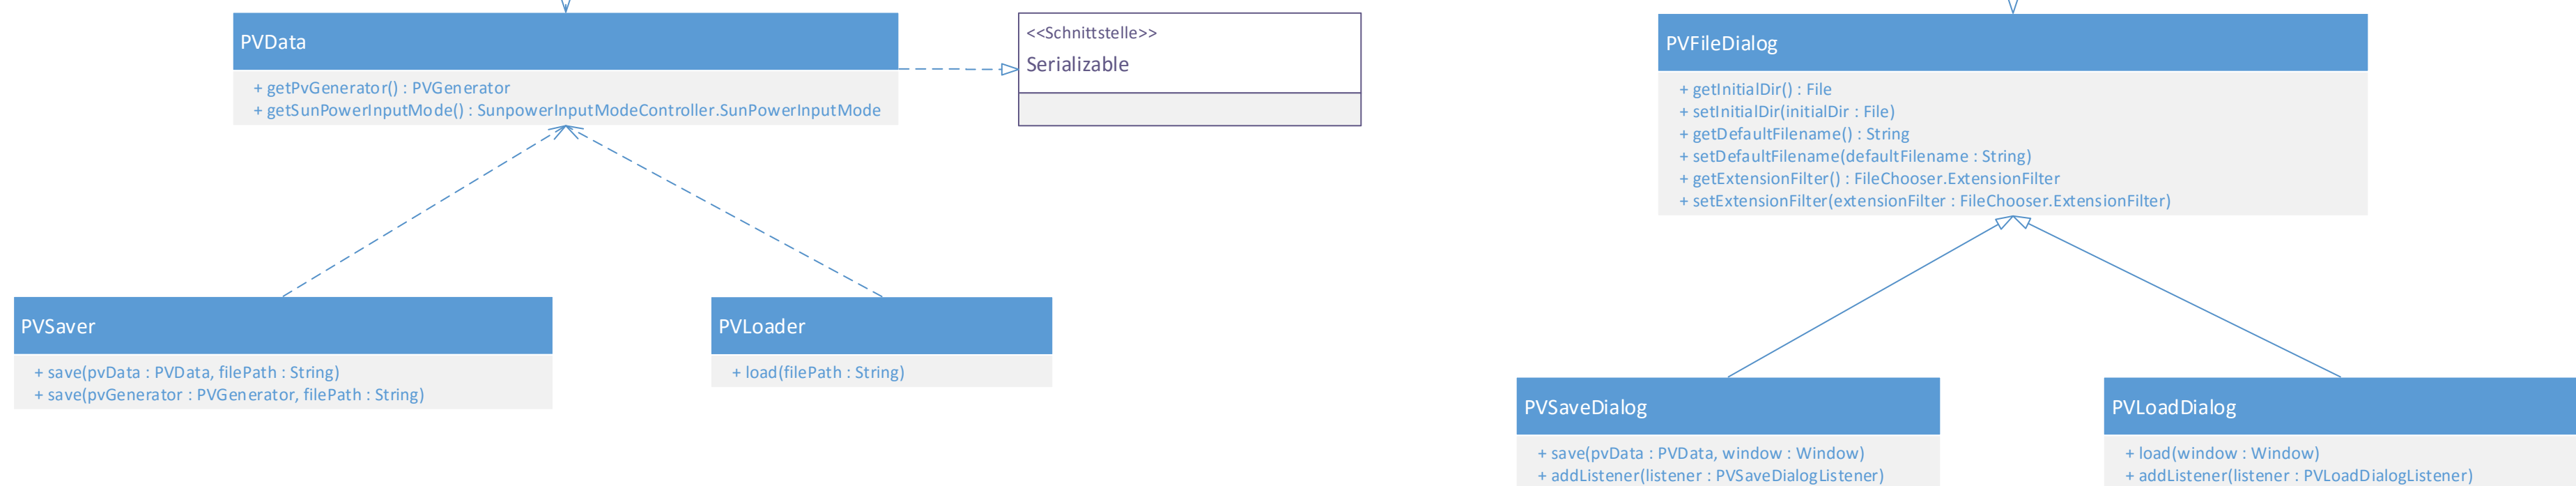 PVData
+ getPvGenerator() : PVGenerator
+ getSunPowerInputMode() : SunpowerInputModeController.SunPowerInputMode
<<Schnittstelle>>
Serializable
PVFileDialog
+ getInitialDir() : File
+ setInitialDir(initialDir : File)
+ getDefaultFilename() : String
+ setDefaultFilename(defaultFilename : String)
+ getExtensionFilter() : FileChooser.ExtensionFilter
+ setExtensionFilter(extensionFilter : FileChooser.ExtensionFilter)
PVSaver
+ save(pvData : PVData, filePath : String)
+ save(pvGenerator : PVGenerator, filePath : String)
PVLoader
+ load(filePath : String)
PVSaveDialog
+ save(pvData : PVData, window : Window)
+ addListener(listener : PVSaveDialogListener)
PVLoadDialog
+ load(window : Window)
+ addListener(listener : PVLoadDialogListener)